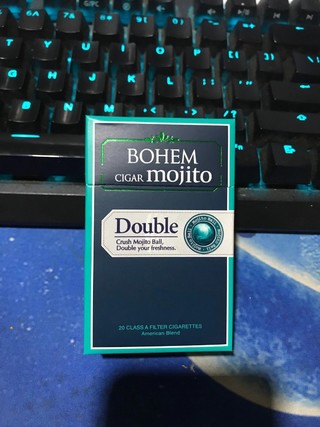 T Y U I O P
G H J K L
B N M
BOHEM
CIGAR mojito
Double
Crush Mojito Ball,
Double your freshness.
20 CLASS A FILTER CIGARETTES
American Blend